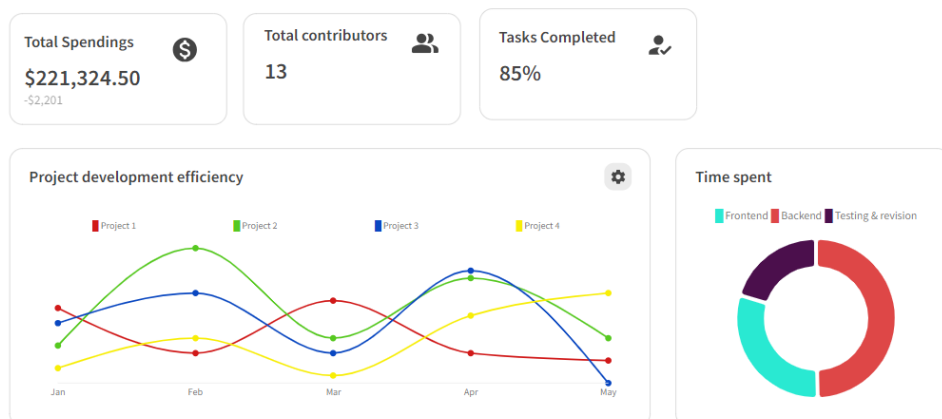 Total Spendings
$221,324.50
-$2,201
Total contributors
13
Tasks Completed
85%
Project development efficiency
Project 1 Project 2 Project 3 Project 4
Jan Feb Mar Apr May
Time spent
Frontend Backend Testing & revision